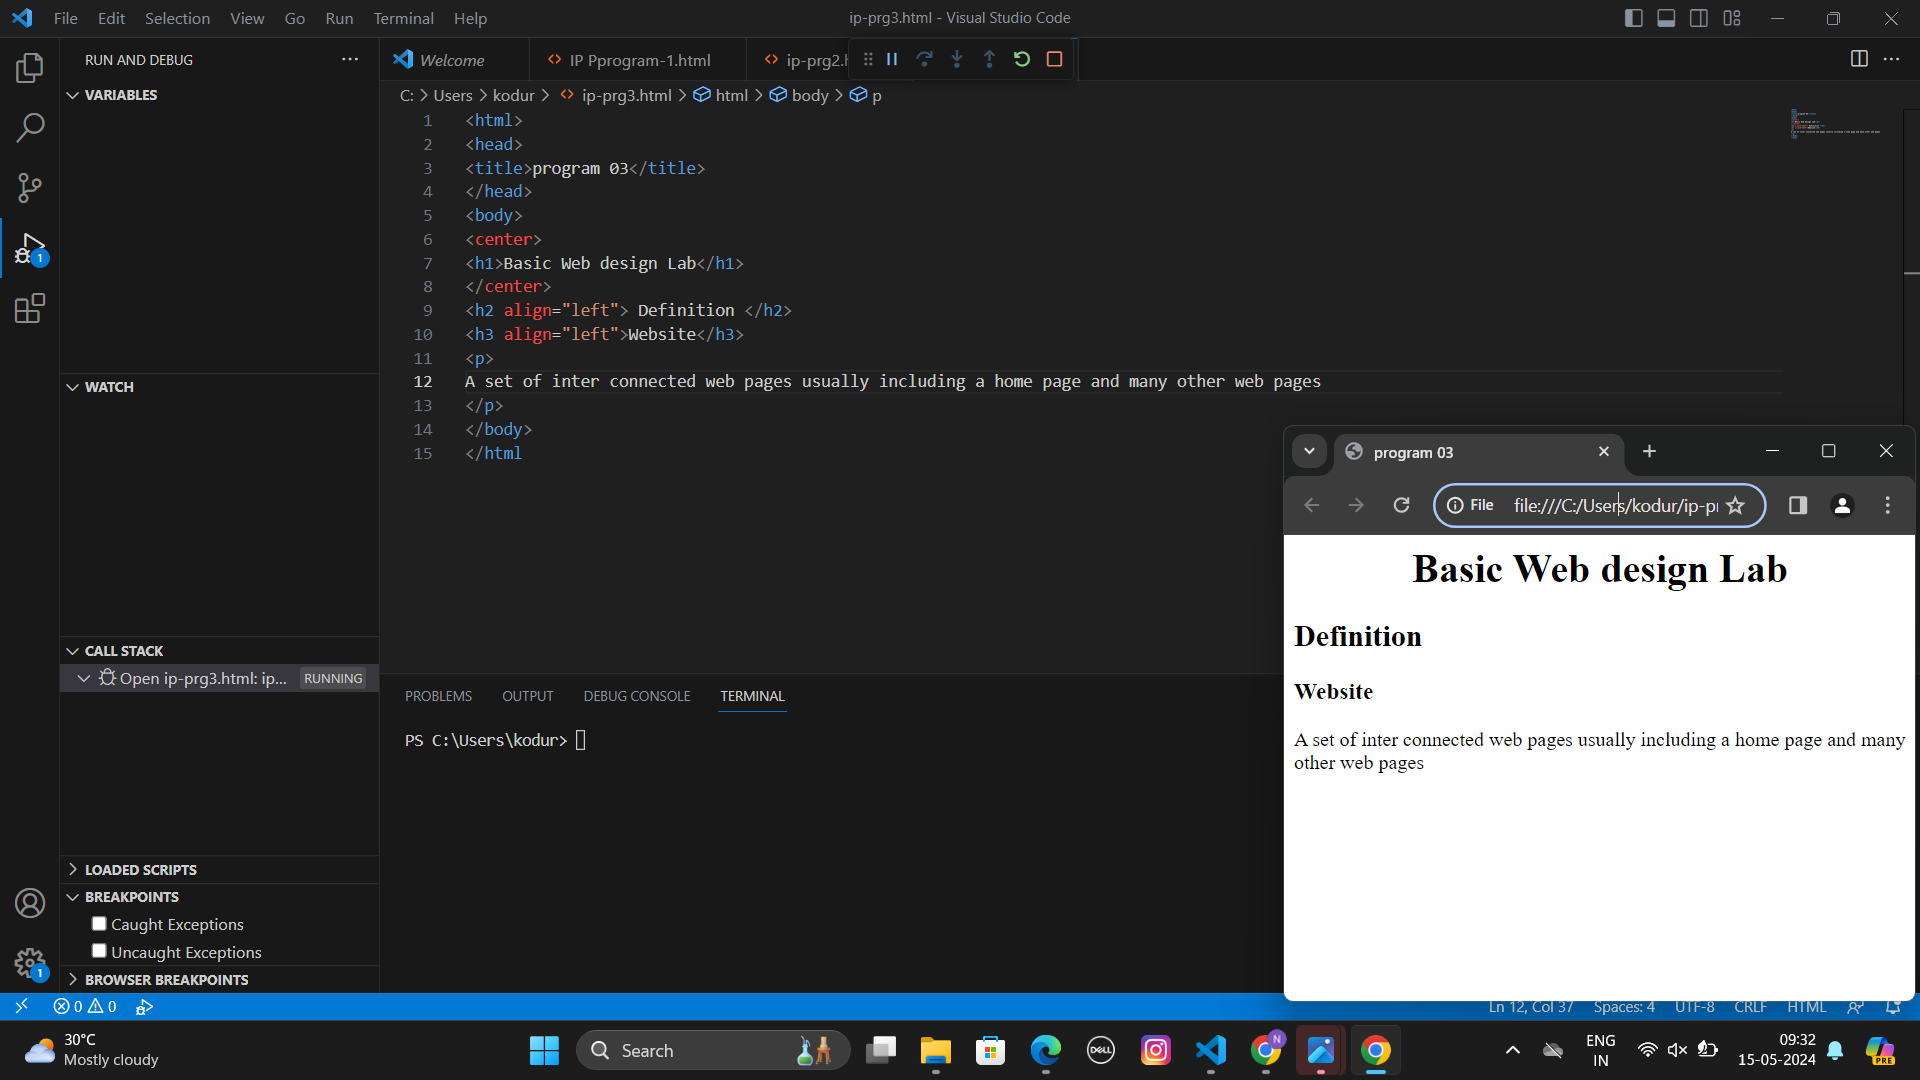 File Edit Selection View Go Run Terminal Help
ip-prg3.html - Visual Studio Code
RUN AND DEBUG
VARIABLES
WATCH
CALL STACK
Open ip-prg3.html: ip... RUNNING
LOADED SCRIPTS
BREAKPOINTS
Caught Exceptions
Uncaught Exceptions
BROWSER BREAKPOINTS
1
1
Welcome IP Pprogram-1.html ip-prg2.h
C: > Users > kodur > ip-prg3.html > html > body > p
1 <html>
2 <head>
3 <title>program 03</title>
4 </head>
5 <body>
6 <center>
7 <h1>Basic Web design Lab</h1>
8 </center>
9 <h2 align="left"> Definition </h2>
10 <h3 align="left">Website</h3>
11 <p>
12 A set of inter connected web pages usually including a home page and many other web pages
13 </p>
14 </body>
15 </html
PROBLEMS OUTPUT DEBUG CONSOLE TERMINAL
PS C:\Users\kodur>
program 03
File file:///C:/Users/kodur/ip-pr
Basic Web design Lab
Definition
Website
A set of inter connected web pages usually including a home page and many
other web pages
0 0
Ln 12, Col 37 Spaces: 4 UTF-8 CRLF HTML
30°C
Mostly cloudy
Search
DELL
N
ENG
IN
09:32
15-05-2024
PRE